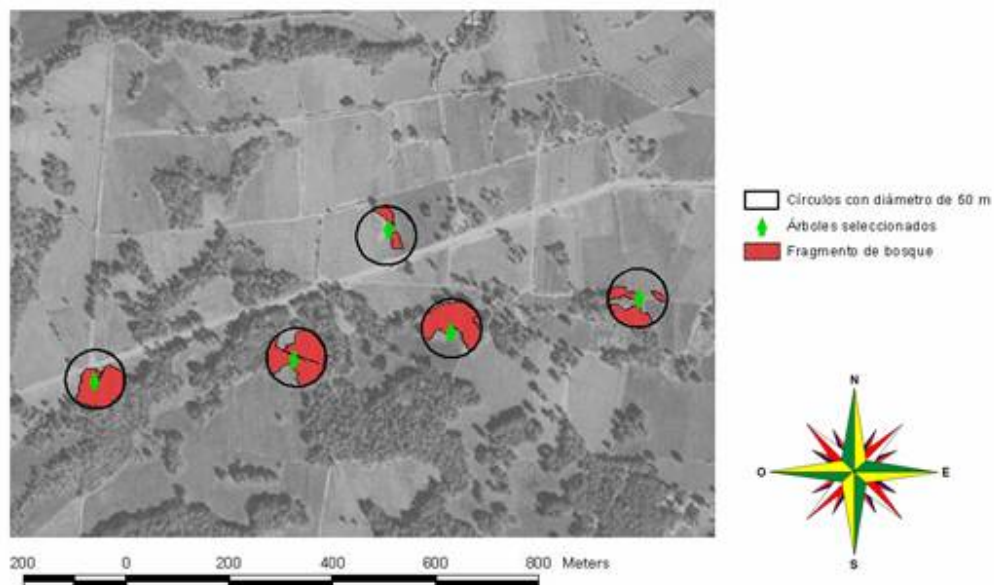 Círculos con diámetro de 50 m
Árboles seleccionados
Fragmento de bosque
N
O
E
S
200 0 200 400 600 800 Meters